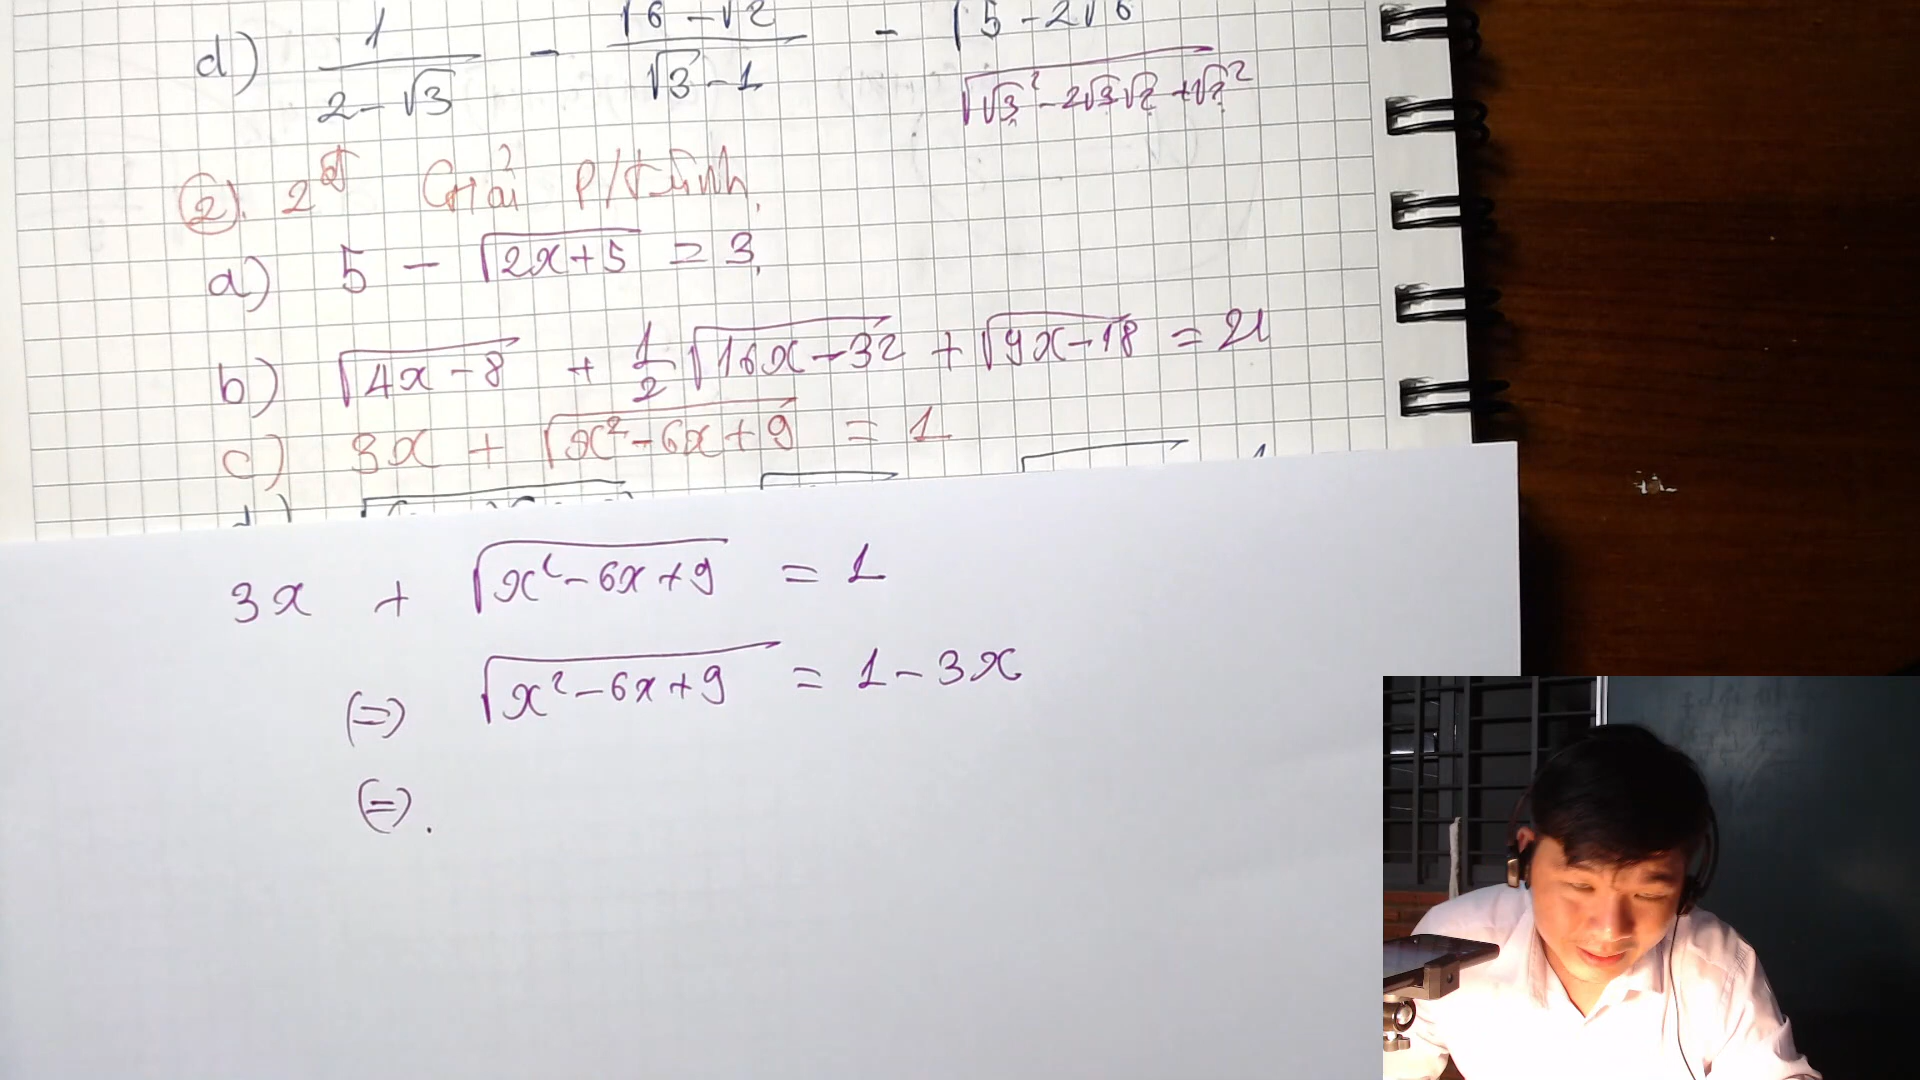 d) 1/(2-√3) - (√6-√2)/(√3-1) - √5-2√6
√(√3² - 2√3√2 + √2²)
②. 2đ Giải p/trình.
a) 5 - √(2x+5) = 3.
b) √(4x-8) + 1/2 √(16x-32) + √(9x-18) = 21
c) 3x + √(x²-6x+9) = 1
3x + √(x²-6x+9) = 1
(=) √(x²-6x+9) = 1-3x
(=).